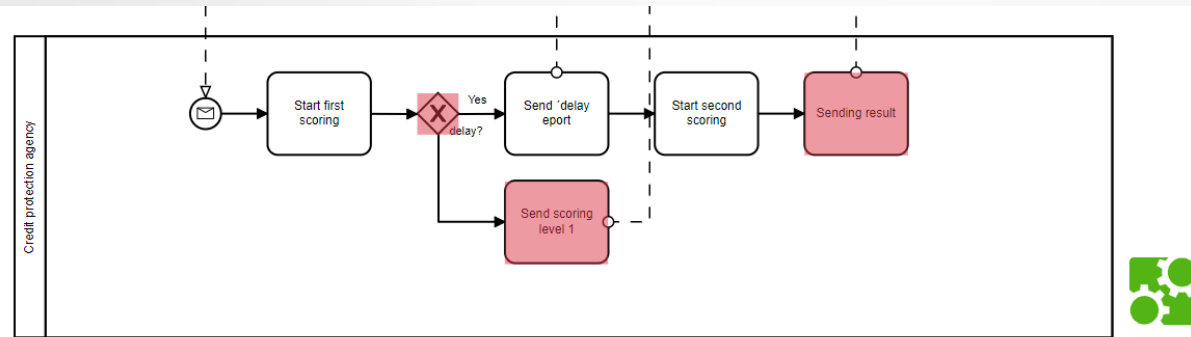 Credit protection agency
Start first
scoring
Yes
delay?
Send ´delay
eport
Start second
scoring
Sending result
Send scoring
level 1